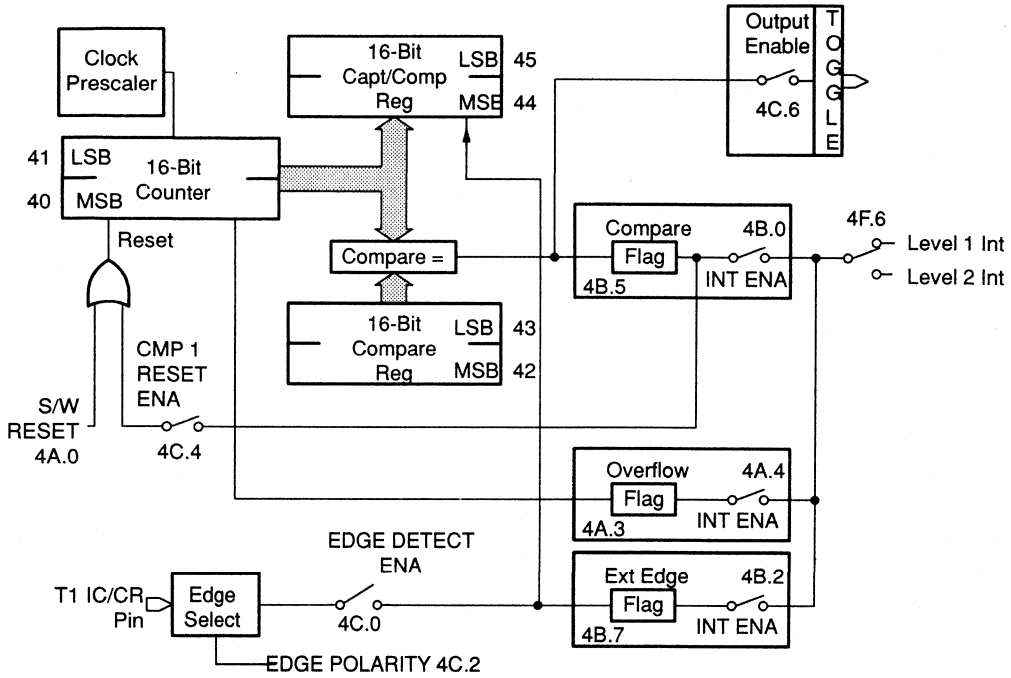 Clock
Prescaler
16-Bit
Capt/Comp
Reg
LSB
45
MSB
44
Output
Enable
4C.6
TOGGLE
41
LSB
40
MSB
16-Bit
Counter
Reset
Compare =
Compare
Flag
4B.5
4B.0
INT ENA
4F.6
Level 1 Int
Level 2 Int
16-Bit
Compare
Reg
LSB
43
MSB
42
CMP 1
RESET
ENA
4C.4
S/W
RESET
4A.0
Overflow
Flag
4A.3
4A.4
INT ENA
EDGE DETECT
ENA
4C.0
Ext Edge
Flag
4B.7
4B.2
INT ENA
T1 IC/CR
Pin
Edge
Select
EDGE POLARITY 4C.2